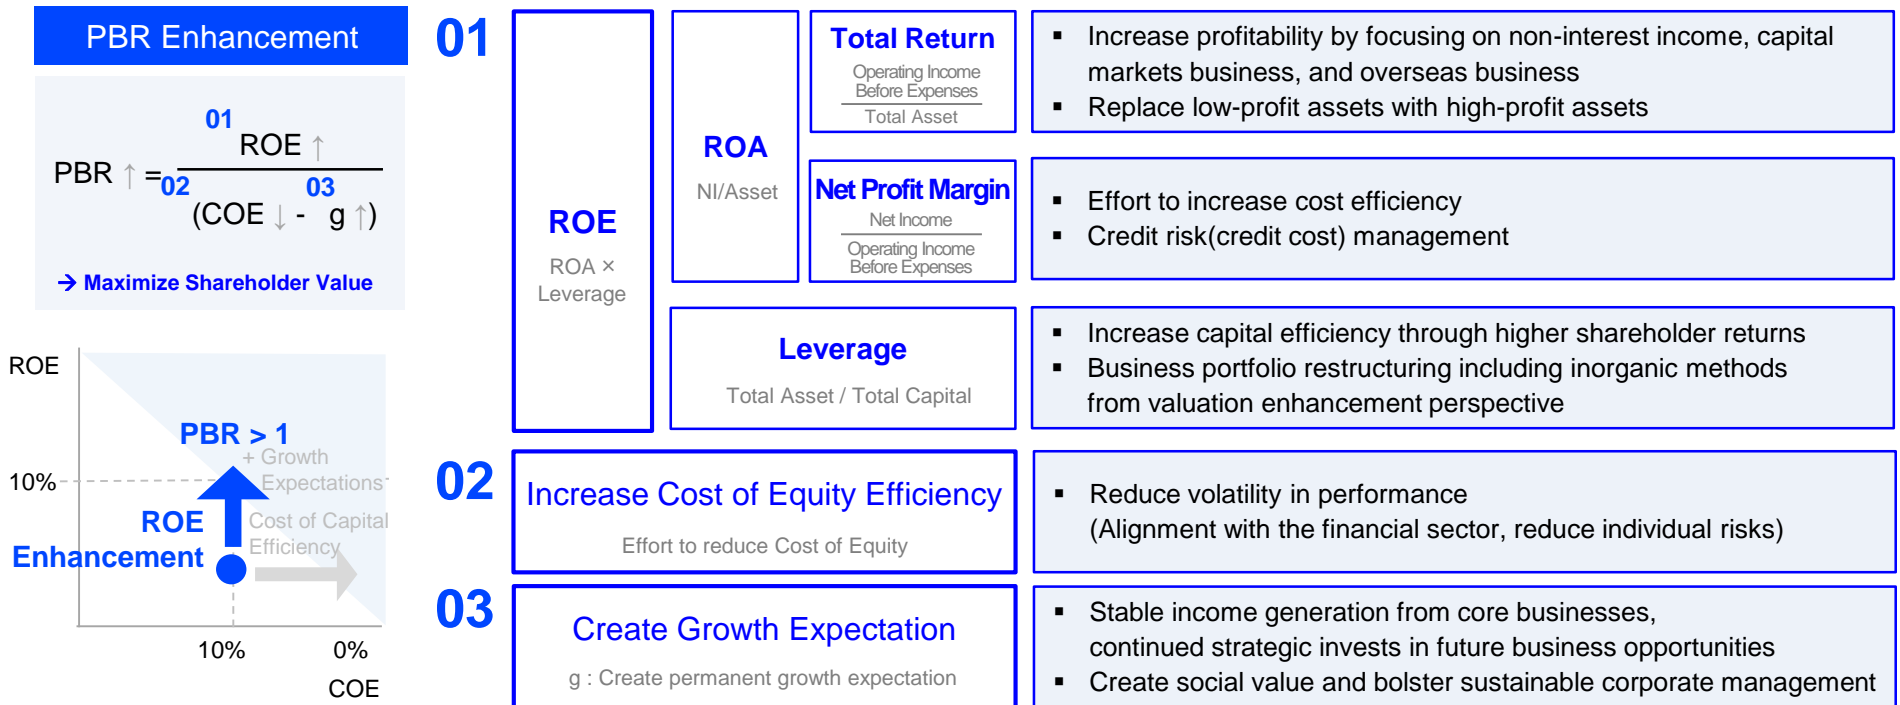 PBR Enhancement
01
ROE ↑
PBR ↑ =
02
03
(COE ↓ - g ↑)
→ Maximize Shareholder Value
ROE
PBR > 1
+ Growth
Expectations
10%
ROE
Enhancement
Cost of Capital
Efficiency
10%
0%
COE
01
ROE
ROA ×
Leverage
ROA
NI/Asset
Total Return
Operating Income
Before Expenses
Total Asset
▪ Increase profitability by focusing on non-interest income, capital
markets business, and overseas business
▪ Replace low-profit assets with high-profit assets
Net Profit Margin
Net Income
Operating Income
Before Expenses
▪ Effort to increase cost efficiency
▪ Credit risk(credit cost) management
Leverage
Total Asset / Total Capital
▪ Increase capital efficiency through higher shareholder returns
▪ Business portfolio restructuring including inorganic methods
from valuation enhancement perspective
02
Increase Cost of Equity Efficiency
Effort to reduce Cost of Equity
▪ Reduce volatility in performance
(Alignment with the financial sector, reduce individual risks)
03
Create Growth Expectation
g : Create permanent growth expectation
▪ Stable income generation from core businesses,
continued strategic invests in future business opportunities
▪ Create social value and bolster sustainable corporate management